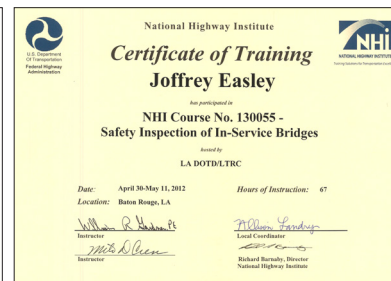 National Highway Institute
U.S. Department
Of Transportation
Federal Highway
Administration
NHI
NATIONAL HIGHWAY INSTITUTE
Certificate of Training
Joffrey Easley
has participated in
NHI Course No. 130055 -
Safety Inspection of In-Service Bridges
hosted by
LA DOTD/LTRC
Date: April 30-May 11, 2012
Hours of Instruction: 67
Location: Baton Rouge, LA
Instructor
Allison Landry
Local Coordinator
Instructor
Richard Barnaby, Director
National Highway Institute